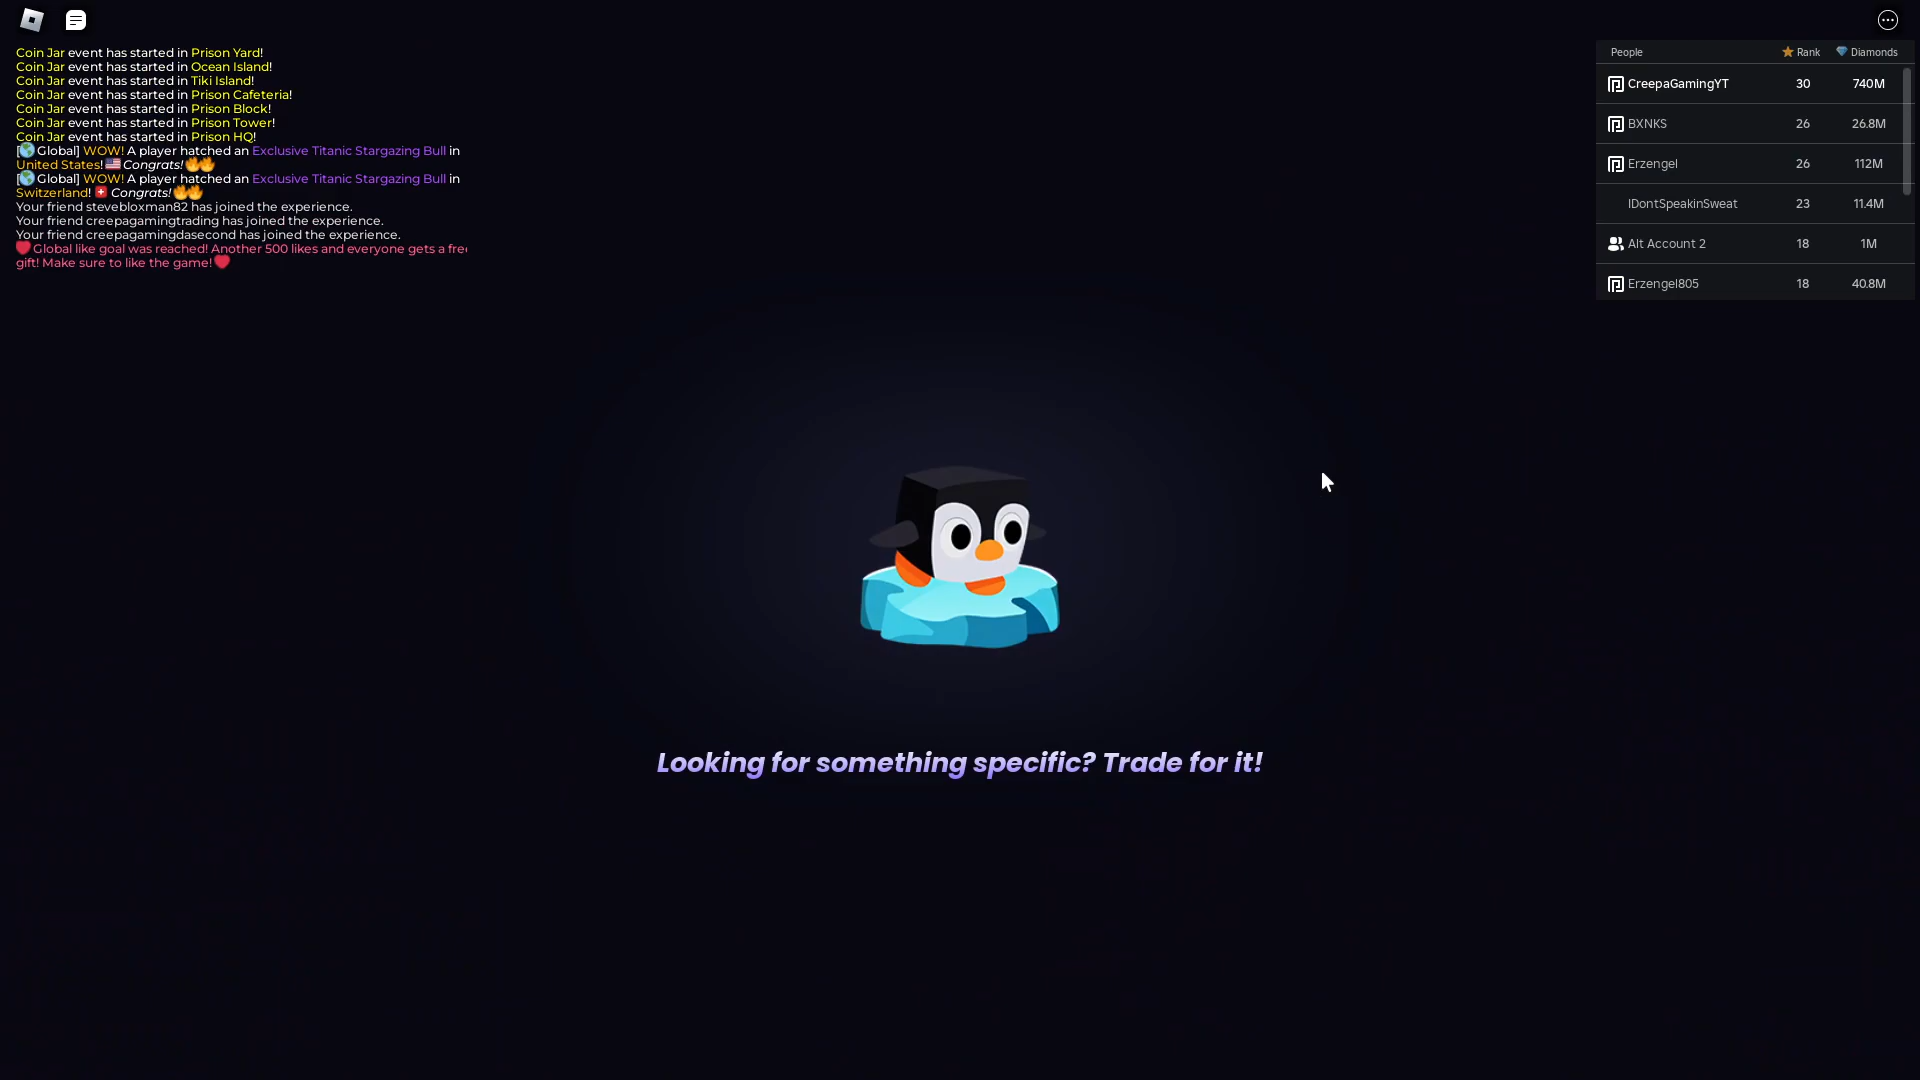 Coin Jar event has started in Prison Yard!
Coin Jar event has started in Ocean Island!
Coin Jar event has started in Tiki Island!
Coin Jar event has started in Prison Cafeteria!
Coin Jar event has started in Prison Block!
Coin Jar event has started in Prison Tower!
Coin Jar event has started in Prison HQ!
[🌎 Global] WOW! A player hatched an Exclusive Titanic Stargazing Bull in
United States! 🇺🇸 Congrats! 🔥🔥
[🌎 Global] WOW! A player hatched an Exclusive Titanic Stargazing Bull in
Switzerland! 🇨🇭 Congrats! 🔥🔥
Your friend stevebloxman82 has joined the experience.
Your friend creepagamingtrading has joined the experience.
Your friend creepagamingdasecond has joined the experience.
❤️ Global like goal was reached! Another 500 likes and everyone gets a free
gift! Make sure to like the game! ❤️
People Rank Diamonds
CreepaGamingYT 30 740M
BXNKS 26 26.8M
Erzengel 26 112M
IDontSpeakinSweat 23 11.4M
Alt Account 2 18 1M
Erzengel805 18 40.8M
Looking for something specific? Trade for it!